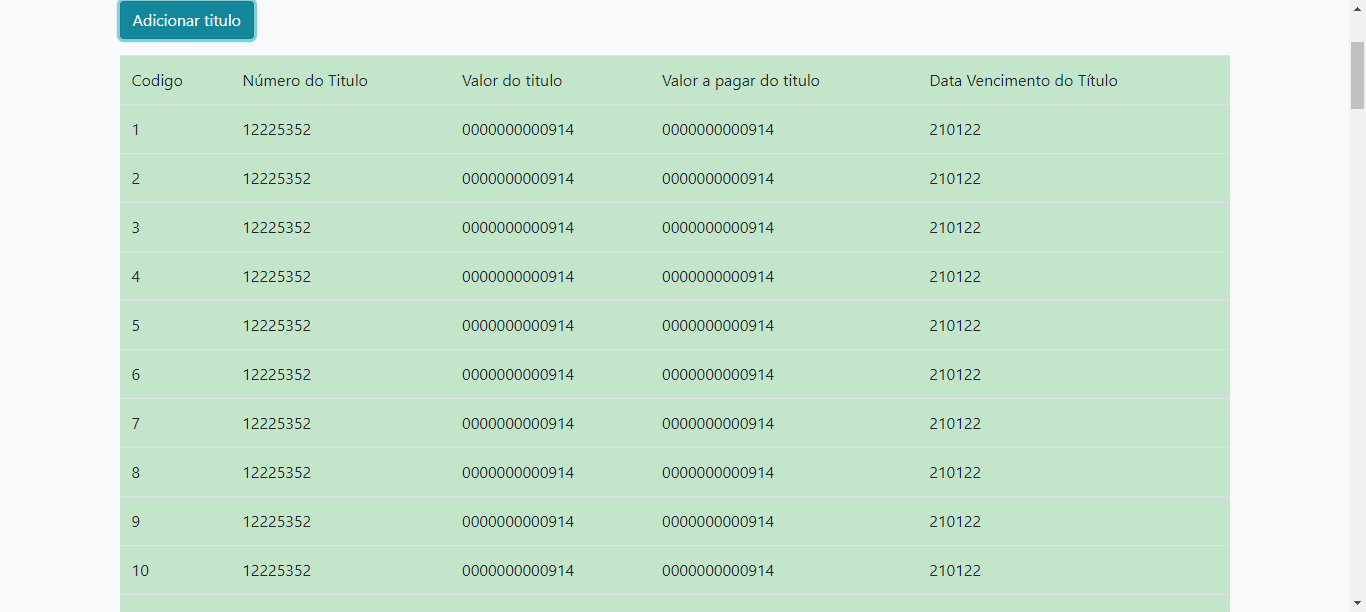 Adicionar titulo
Codigo Número do Titulo Valor do titulo Valor a pagar do titulo Data Vencimento do Título
1 12225352 0000000000914 0000000000914 210122
2 12225352 0000000000914 0000000000914 210122
3 12225352 0000000000914 0000000000914 210122
4 12225352 0000000000914 0000000000914 210122
5 12225352 0000000000914 0000000000914 210122
6 12225352 0000000000914 0000000000914 210122
7 12225352 0000000000914 0000000000914 210122
8 12225352 0000000000914 0000000000914 210122
9 12225352 0000000000914 0000000000914 210122
10 12225352 0000000000914 0000000000914 210122